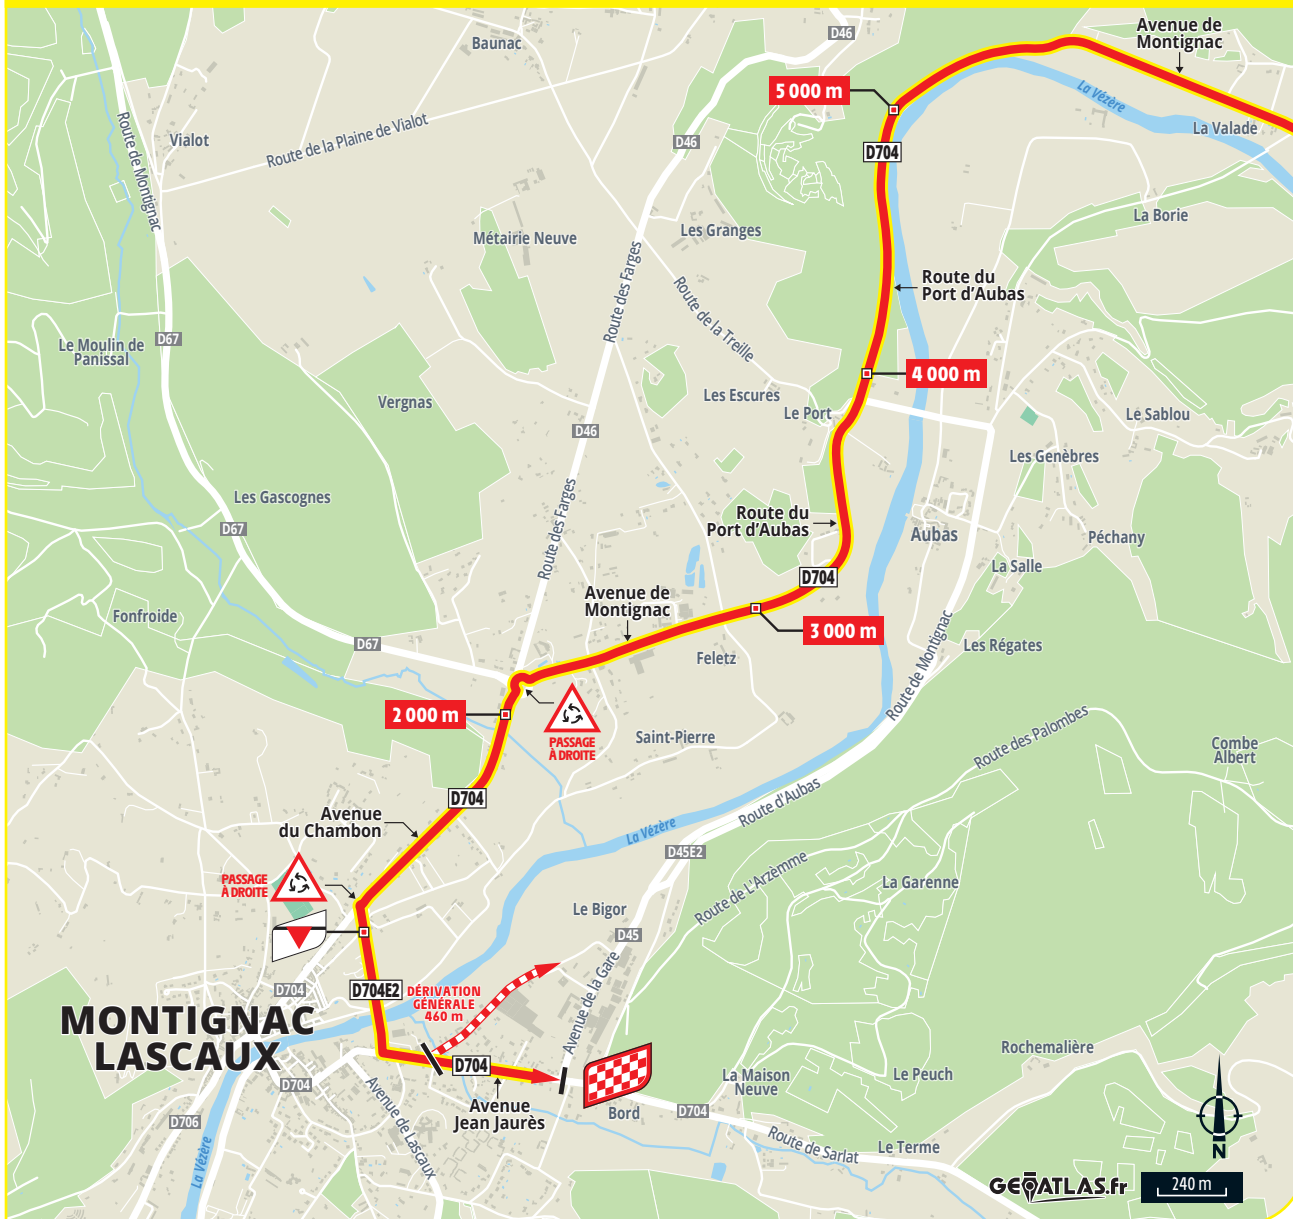 Baunac
D46
Avenue de
Montignac
5 000 m
La Vézère
La Valade
Route de Montignac
Vialot
Route de la Plaine de Vialot
D46
D704
La Borie
Métairie Neuve
Les Granges
Route des Farges
Route de la Treille
Route du
Port d'Aubas
Le Moulin de
Panissal
D67
4 000 m
Vergnas
Les Escures
Le Port
Le Sablou
D46
Les Genèbres
Les Gascognes
D67
Route des Farges
Route du
Port d'Aubas
Aubas
Péchany
La Salle
D704
Avenue de
Montignac
Fonfroide
3 000 m
D67
Feletz
Les Régates
Route de Montignac
2 000 m
PASSAGE
À DROITE
Saint-Pierre
Route des Palombes
Combe
Albert
D704
Route d'Aubas
Avenue
du Chambon
La Vézère
D45E2
PASSAGE
À DROITE
Route de L'Arzèmme
La Garenne
Le Bigor
D45
Avenue de la Gare
D704
D704E2
DÉRIVATION
GÉNÉRALE
460 m
MONTIGNAC
LASCAUX
Rochemalière
D704
D704
Avenue de Lascaux
Avenue
Jean Jaurès
La Maison
Neuve
Le Peuch
Bord
D704
D706
La Vézère
Route de Sarlat
Le Terme
N
GEOATLAS.fr
240 m